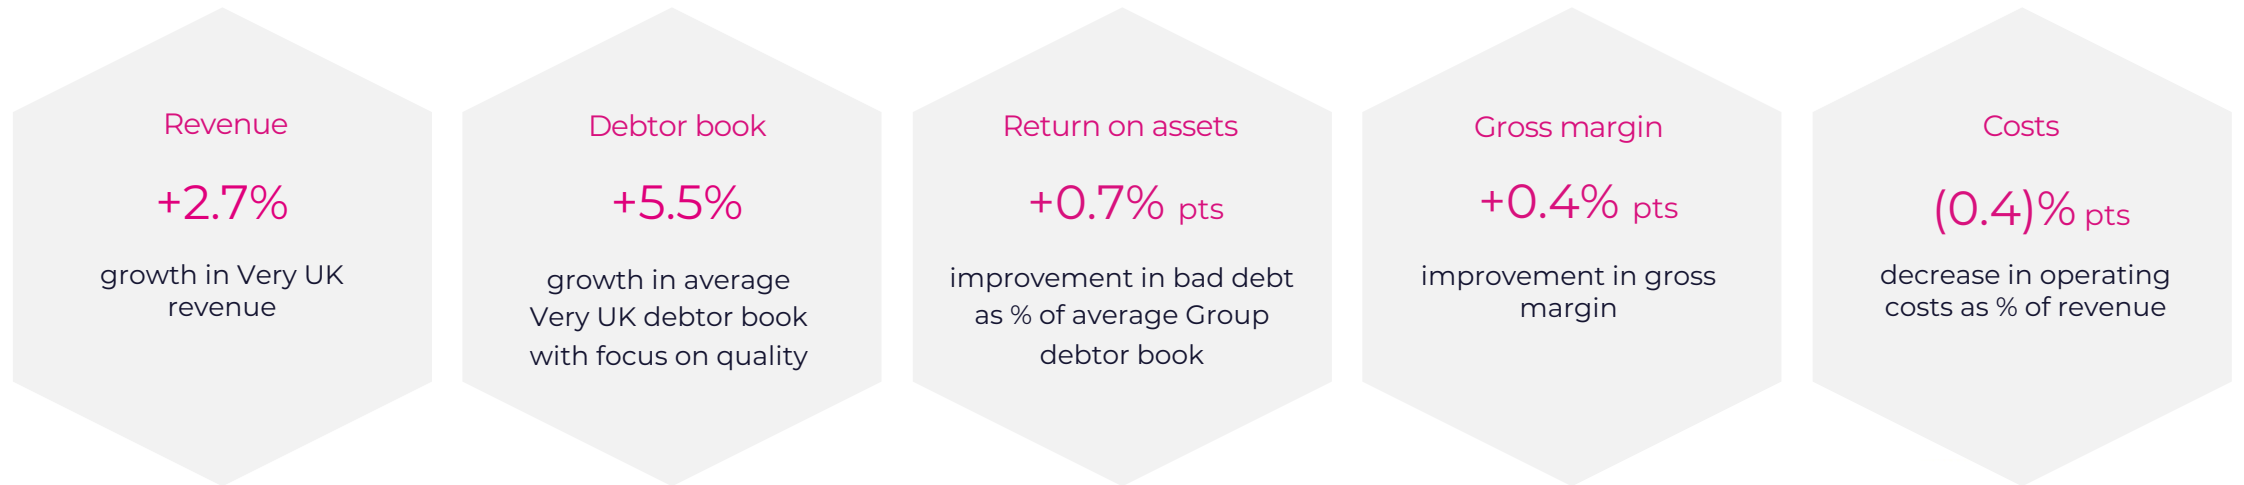 Revenue
+2.7%
growth in Very UK
revenue
Debtor book
+5.5%
growth in average
Very UK debtor book
with focus on quality
Return on assets
+0.7% pts
improvement in bad debt
as % of average Group
debtor book
Gross margin
+0.4% pts
improvement in gross
margin
Costs
(0.4)% pts
decrease in operating
costs as % of revenue